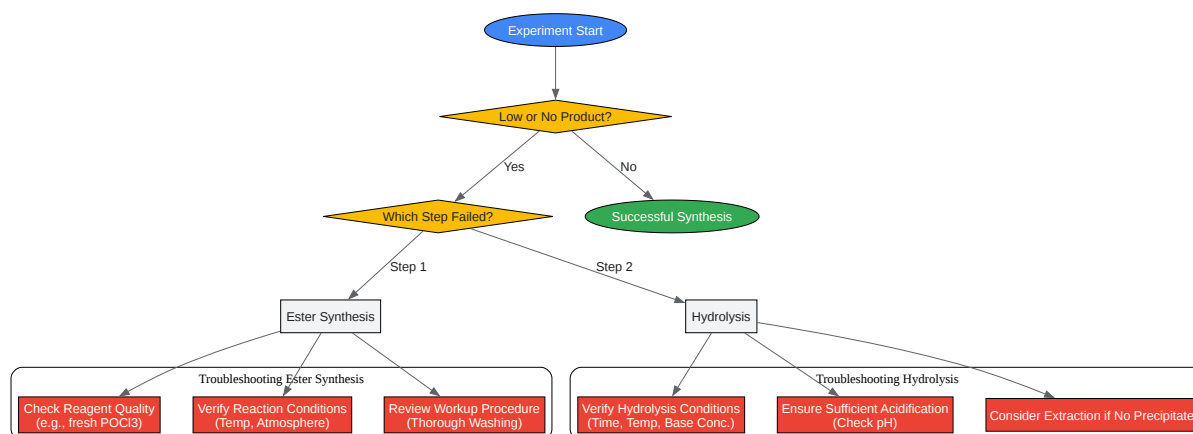 Experiment Start
Low or No Product?
Yes
No
Which Step Failed?
Successful Synthesis
Step 1
Step 2
Ester Synthesis
Hydrolysis
Troubleshooting Ester Synthesis
Troubleshooting Hydrolysis
Check Reagent Quality
(e.g., fresh POCl3)
Verify Reaction Conditions
(Temp, Atmosphere)
Review Workup Procedure
(Thorough Washing)
Verify Hydrolysis Conditions
(Time, Temp, Base Conc.)
Ensure Sufficient Acidification
(Check pH)
Consider Extraction if No Precipitate